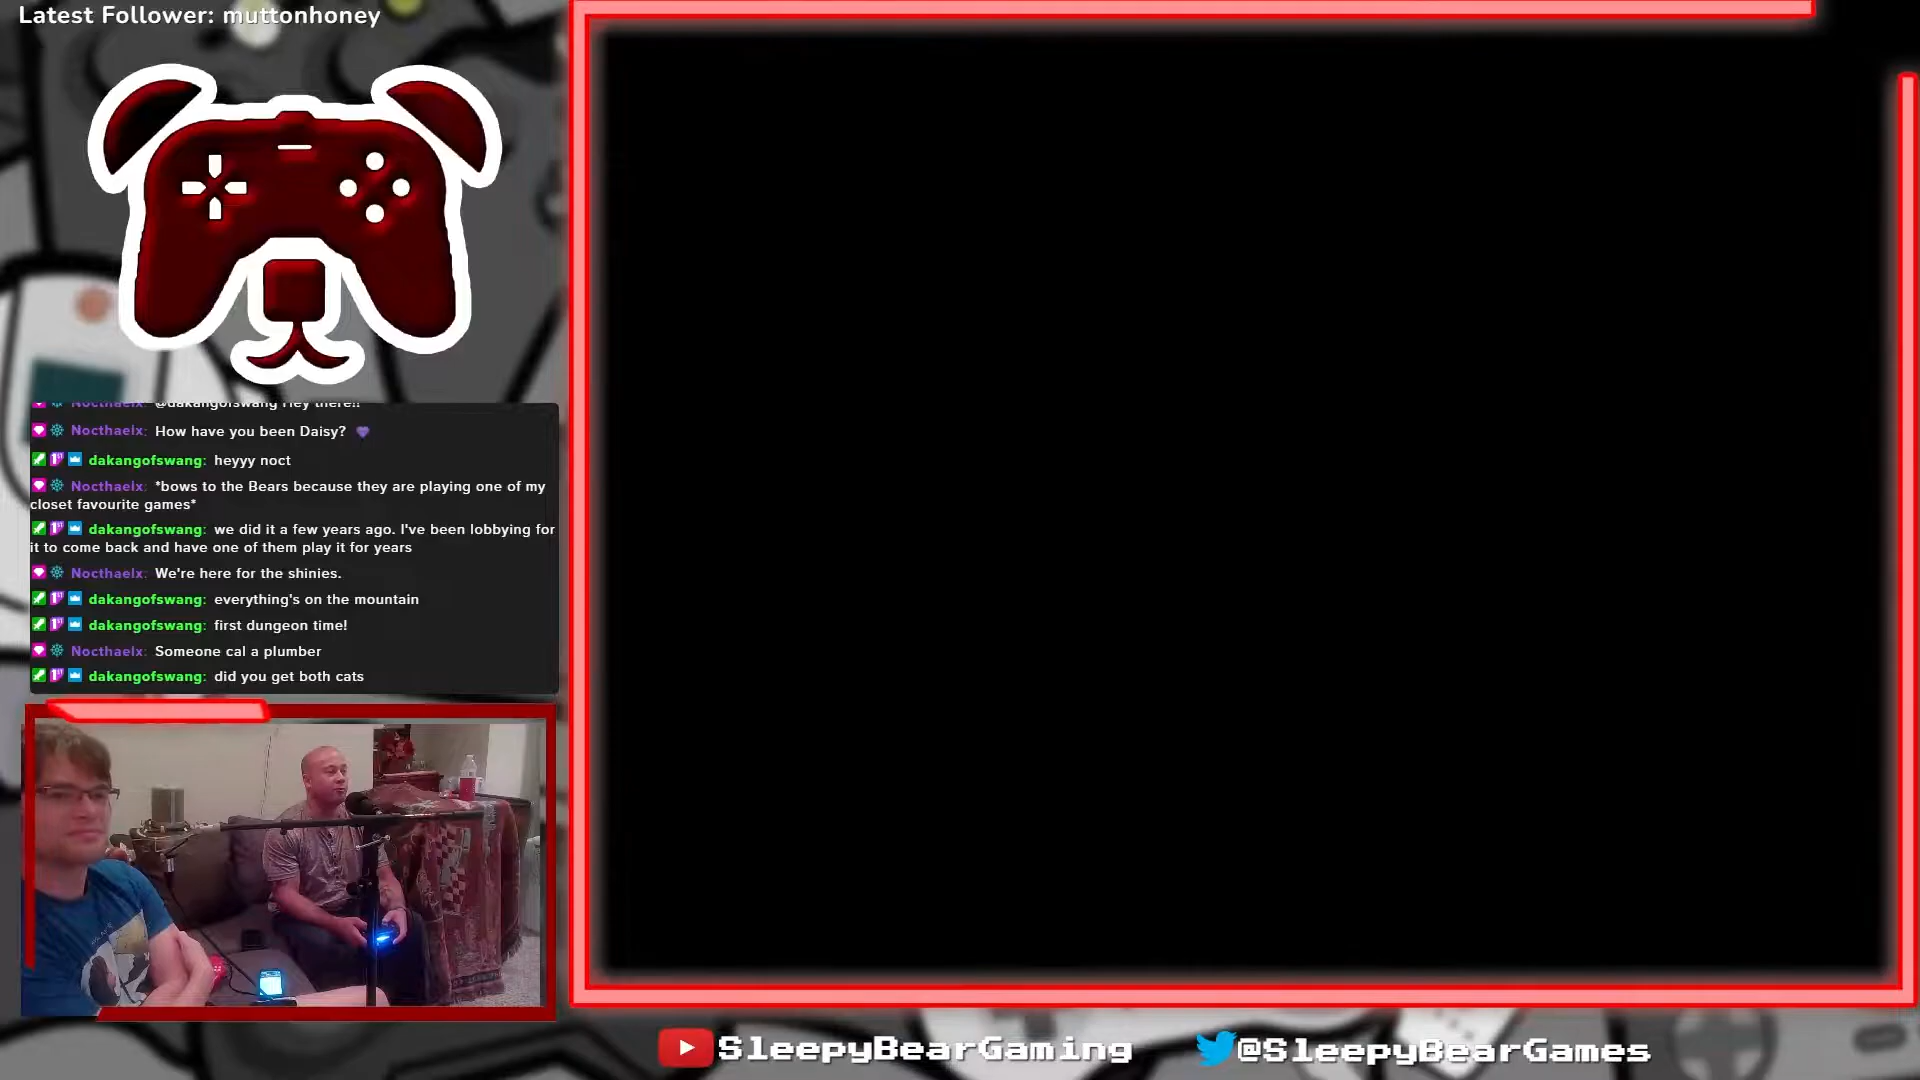 Latest Follower: muttonhoney
Nocthaelx: @dakangofswang Hey there!!
Nocthaelx: How have you been Daisy?
dakangofswang: heyyy noct
Nocthaelx: *bows to the Bears because they are playing one of my
closet favourite games*
dakangofswang: we did it a few years ago. I've been lobbying for
it to come back and have one of them play it for years
Nocthaelx: We're here for the shinies.
dakangofswang: everything's on the mountain
dakangofswang: first dungeon time!
Nocthaelx: Someone cal a plumber
dakangofswang: did you get both cats
SleepyBearGaming
@SleepyBearGames